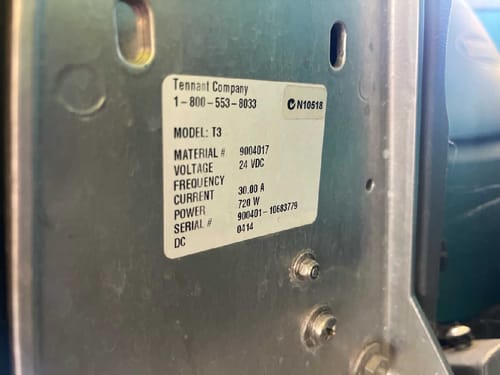 Tennant Company
1-800-553-8033
N10518
MODEL: T3
MATERIAL # 9004017
VOLTAGE 24 VDC
FREQUENCY
CURRENT 30.00 A
POWER 720 W
SERIAL # 900401-10683779
DC 0414